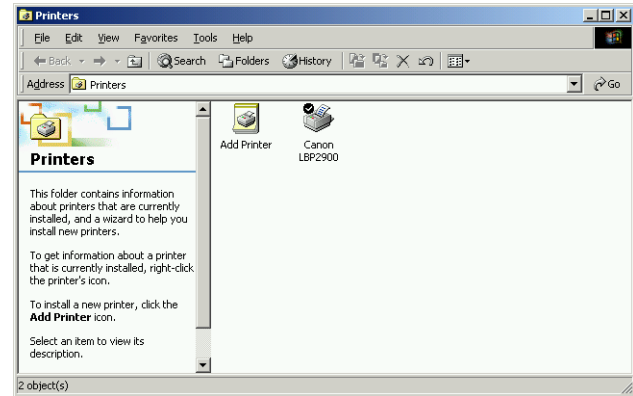 Printers
File Edit View Favorites Tools Help
Back Search Folders History
Address Printers Go
Printers
This folder contains information
about printers that are currently
installed, and a wizard to help you
install new printers.
To get information about a printer
that is currently installed, right-click
the printer's icon.
To install a new printer, click the
Add Printer icon.
Select an item to view its
description.
Add Printer
Canon
LBP2900
2 object(s)